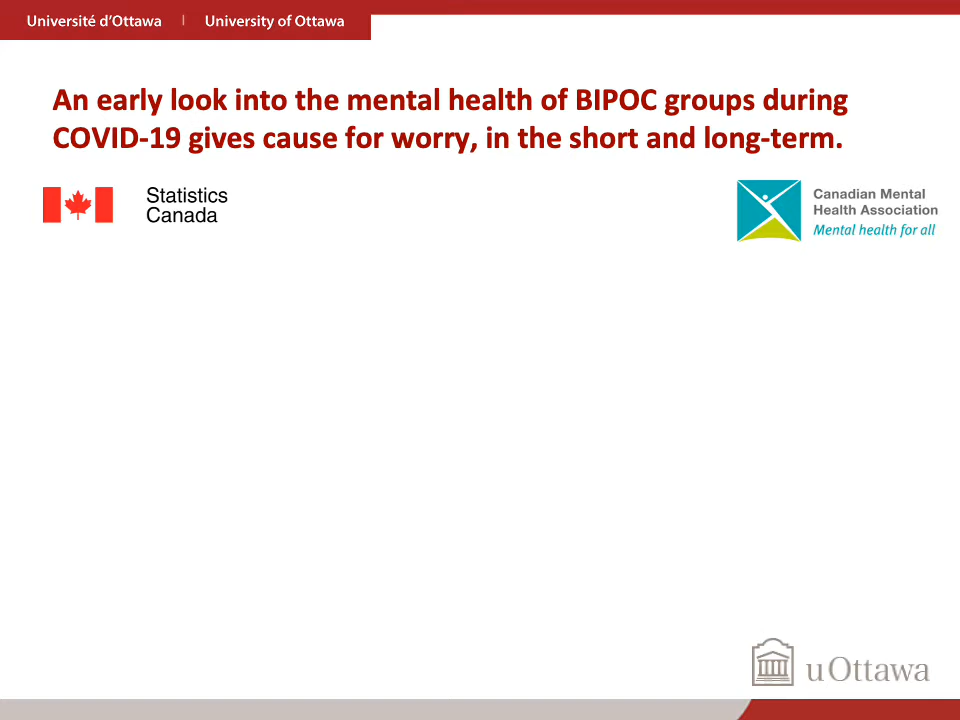 Université d'Ottawa | University of Ottawa
An early look into the mental health of BIPOC groups during
COVID-19 gives cause for worry, in the short and long-term.
Statistics
Canada
Canadian Mental
Health Association
Mental health for all
uOttawa